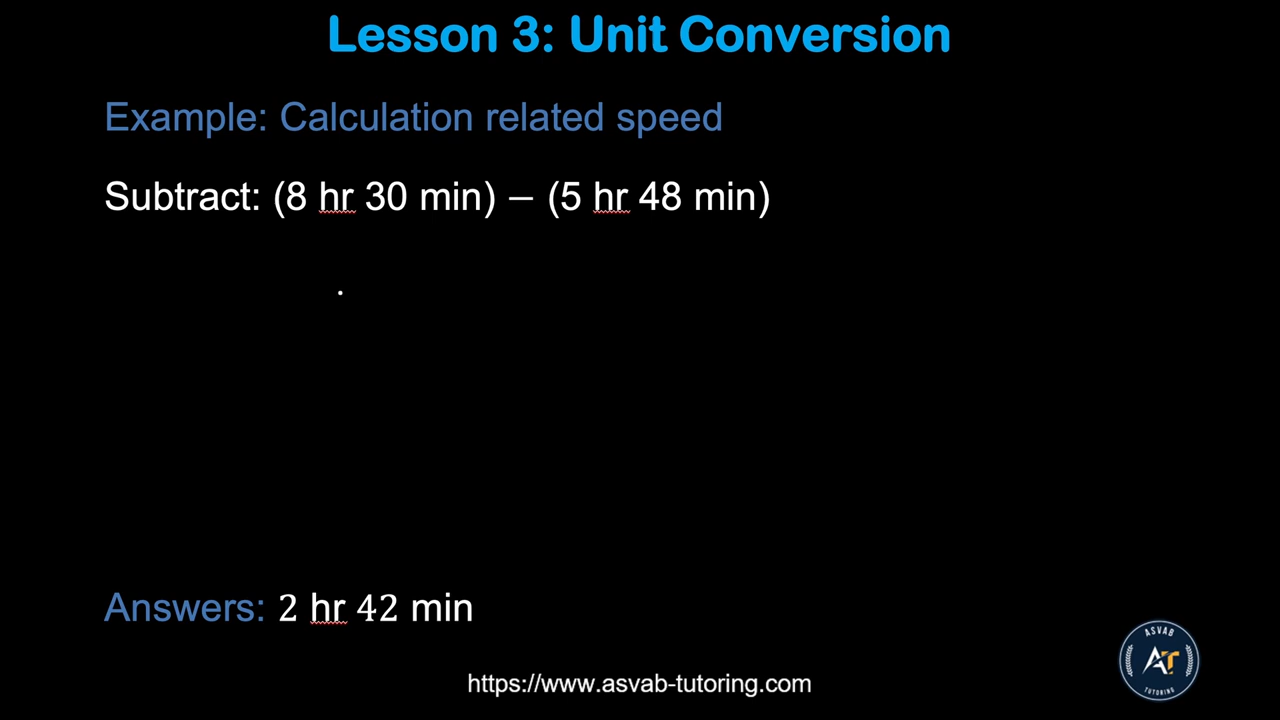 Lesson 3: Unit Conversion
Example: Calculation related speed
Subtract: (8 hr 30 min) − (5 hr 48 min)
Answers: 2 hr 42 min
https://www.asvab-tutoring.com
ASVAB
AT
TUTORING